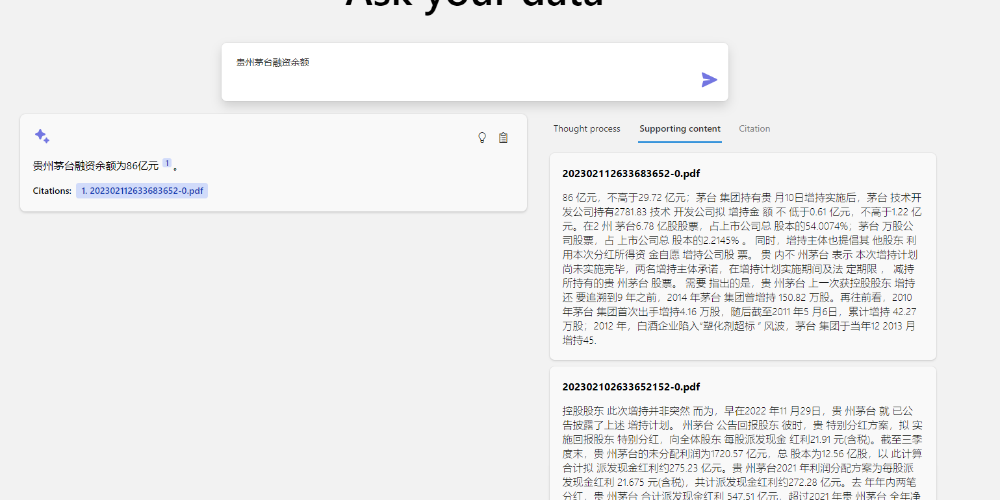 Ask your data
贵州茅台融资余额
贵州茅台融资余额为86亿元 1 。
Citations: 1. 202302112633683652-0.pdf
Thought process Supporting content Citation
202302112633683652-0.pdf
86 亿元，不高于29.72 亿元；茅台 集团持有贵 月10日增持实施后，茅台 技术开
发公司持有2781.83 技术 开发公司拟 增持金 额 不 低于0.61 亿元，不高于1.22 亿
元。在2 州 茅台6.78 亿股股票，占上市公司总 股本的54.0074%；茅台 万股公
司股票，占 上市公司总 股本的2.2145% 。 同时，增持主体也提倡其 他股东 利
用本次分红所得资 金自愿 增持公司股 票。 贵 内不 州茅台 表示 本次增持计划
尚未实施完毕，两名增持主体承诺，在增持计划实施期间及法 定期限 ， 减持
所持有的贵 州茅台 股票。 需要 指出的是，贵 州茅台 上一次获控股股东 增持
还 要追溯到9 年之前，2014 年茅台 集团曾增持 150.82 万股。再往前看，2010
年茅台 集团首次出手增持4.16 万股，随后截至2011 年5 月6日，累计增持 42.27
万股；2012 年，白酒企业陷入“塑化剂超标 ” 风波，茅台 集团于当年12 2013 月
增持45.
202302102633652152-0.pdf
控股股东 此次增持并非突然 而为，早在2022 年11 月29日，贵 州茅台 就 已公
告披露了上述 增持计划。 州茅台 公告回报股东 彼时，贵 特别分红方案，拟 实
施回报股东 特别分红，向全体股东 每股派发现金 红利21.91 元(含税)。截至三季
度末，贵 州茅台的未分配利润为1720.57 亿元，总 股本为12.56 亿股，以 此计算
合计拟 派发现金红利约275.23 亿元。贵 州茅台2021 年利润分配方案为每股派
发现金红利 21.675 元(含税)，共计派发现金红利约272.28 亿元。去 年年内两笔
分红，贵 州茅台 合计派发现金红利 547.51 亿元，超过2021 年贵 州茅台 全年净